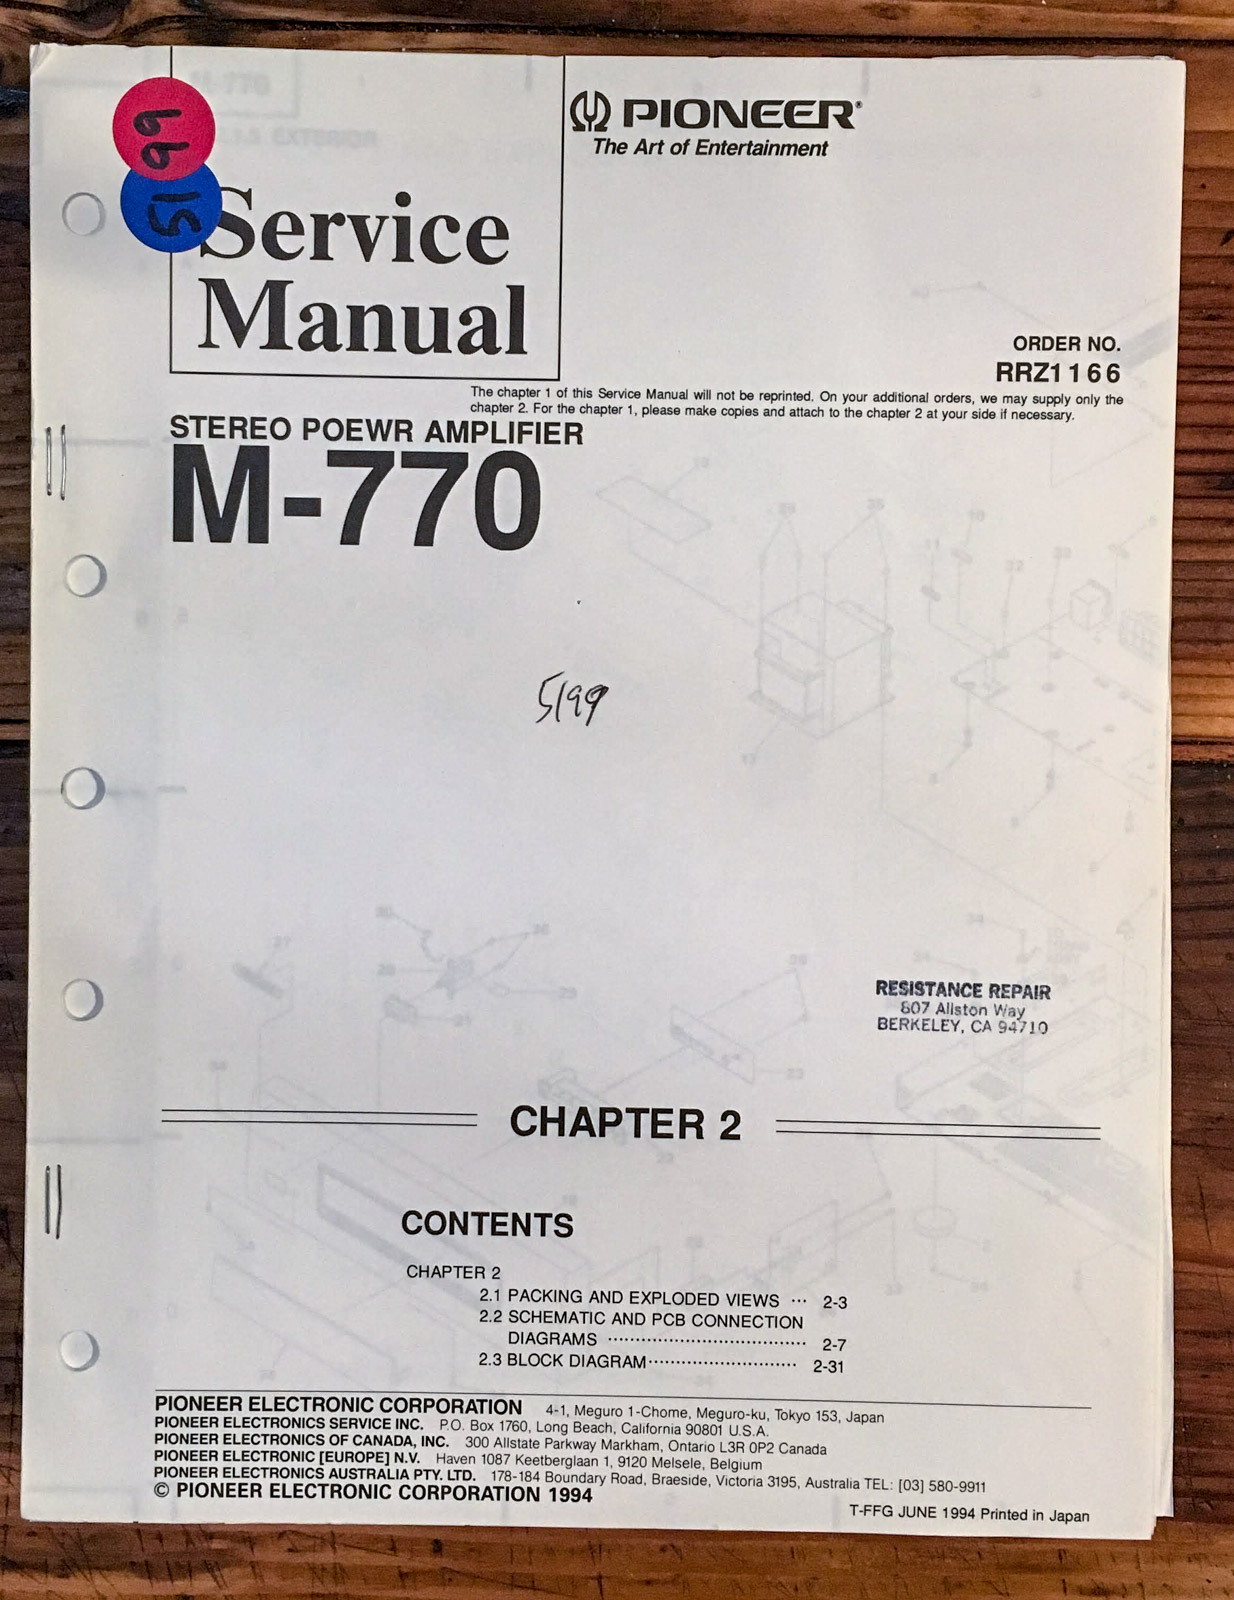 PIONEER®
The Art of Entertainment
99
51
Service
Manual
ORDER NO.
RRZ1166
The chapter 1 of this Service Manual will not be reprinted. On your additional orders, we may supply only the
chapter 2. For the chapter 1, please make copies and attach to the chapter 2 at your side if necessary.
STEREO POEWR AMPLIFIER
M-770
5199
RESISTANCE REPAIR
807 Allston Way
BERKELEY, CA 94710
CHAPTER 2
CONTENTS
CHAPTER 2
2.1 PACKING AND EXPLODED VIEWS ··· 2-3
2.2 SCHEMATIC AND PCB CONNECTION
DIAGRAMS ·································· 2-7
2.3 BLOCK DIAGRAM·························· 2-31
PIONEER ELECTRONIC CORPORATION 4-1, Meguro 1-Chome, Meguro-ku, Tokyo 153, Japan
PIONEER ELECTRONICS SERVICE INC. P.O. Box 1760, Long Beach, California 90801 U.S.A.
PIONEER ELECTRONICS OF CANADA, INC. 300 Allstate Parkway Markham, Ontario L3R 0P2 Canada
PIONEER ELECTRONIC [EUROPE] N.V. Haven 1087 Keetberglaan 1, 9120 Melsele, Belgium
PIONEER ELECTRONICS AUSTRALIA PTY. LTD. 178-184 Boundary Road, Braeside, Victoria 3195, Australia TEL: [03] 580-9911
© PIONEER ELECTRONIC CORPORATION 1994
T-FFG JUNE 1994 Printed in Japan